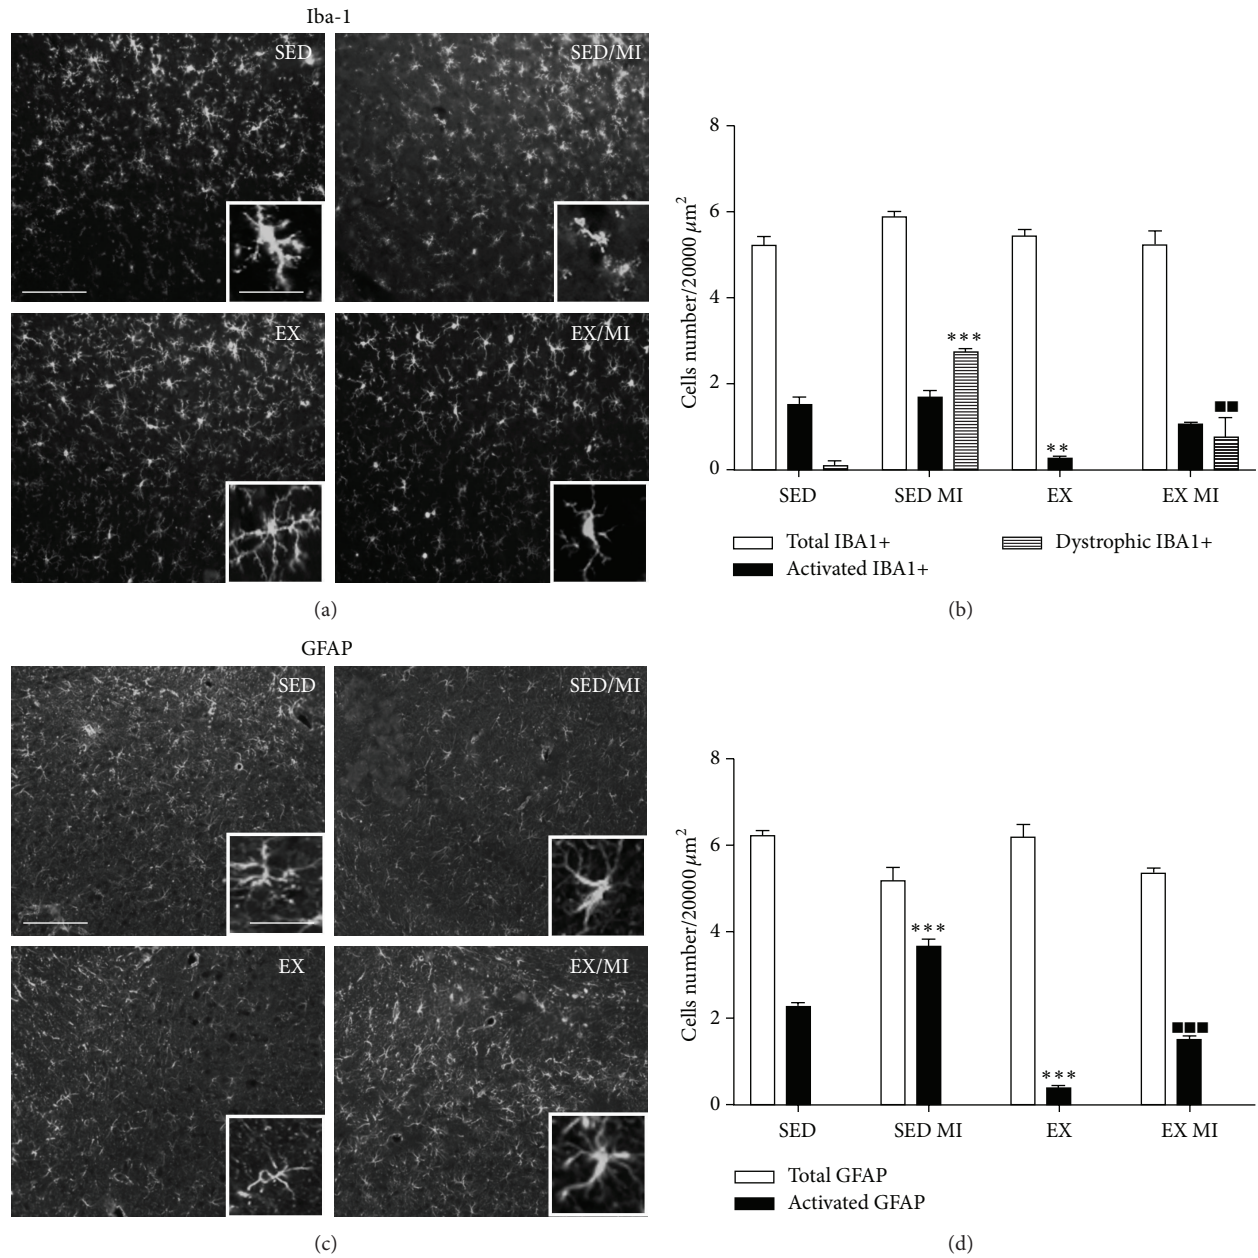 Iba-1
SED
SED/MI
EX
EX/MI
(a)
Cells number/20000 μm²
8
6
4
2
0
***
**
■■
SED
SED MI
EX
EX MI
Total IBA1+
Dystrophic IBA1+
Activated IBA1+
(b)
GFAP
SED
SED/MI
EX
EX/MI
(c)
Cells number/20000 μm²
8
6
4
2
0
***
***
■■■
SED
SED MI
EX
EX MI
Total GFAP
Activated GFAP
(d)